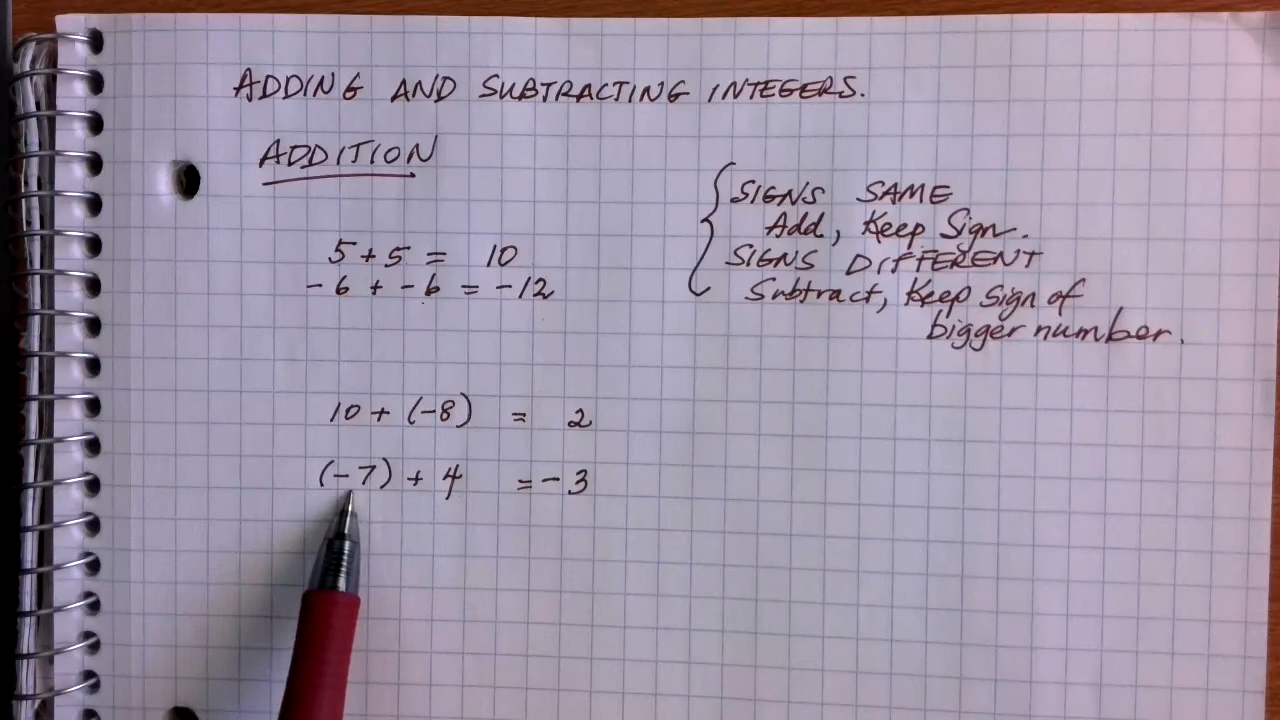 ADDING AND SUBTRACTING INTEGERS.
ADDITION
5 + 5 = 10
-6 + -6 = -12
10 + (-8) = 2
(-7) + 4 = -3
SIGNS SAME
Add, Keep Sign.
SIGNS DIFFERENT
Subtract, Keep Sign of
bigger number.